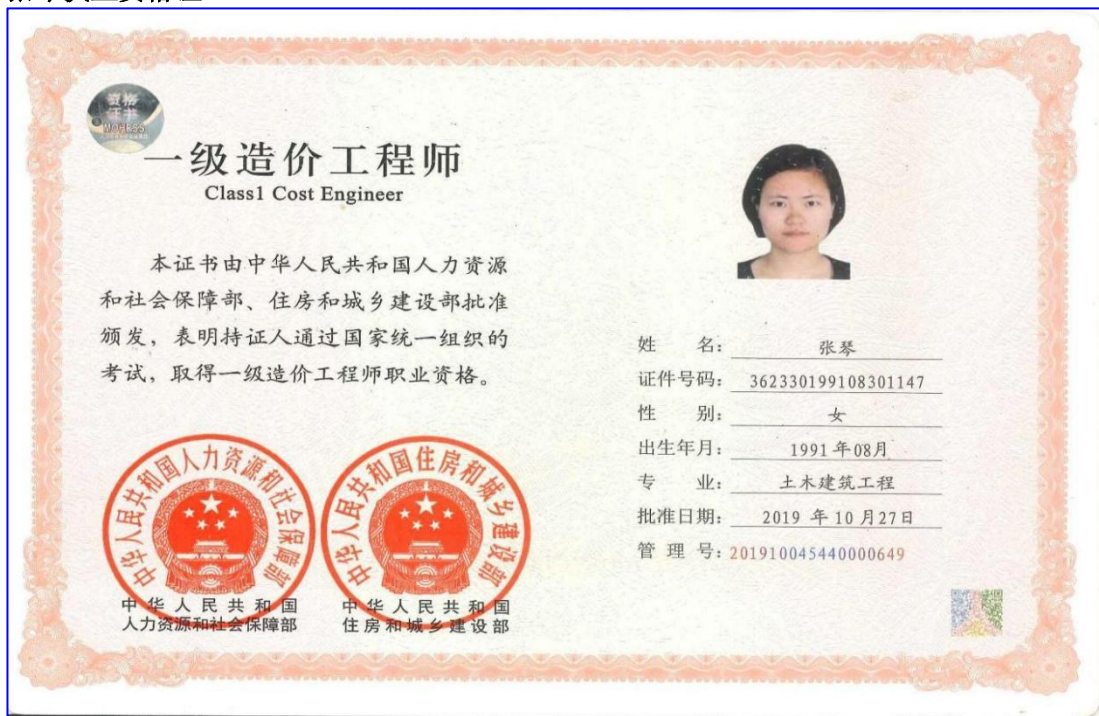 一级造价工程师
Class1 Cost Engineer
本证书由中华人民共和国人力资源
和社会保障部、住房和城乡建设部批准
颁发，表明持证人通过国家统一组织的
考试，取得一级造价工程师职业资格。
中华人民共和国人力资源和社会保障部
中华人民共和国住房和城乡建设部
中华人民共和国
人力资源和社会保障部
中华人民共和国
住房和城乡建设部
姓 名：张琴
证件号码：362330199108301147
性 别：女
出生年月：1991年08月
专 业：土木建筑工程
批准日期：2019 年 10 月27日
管 理 号：201910045440000649